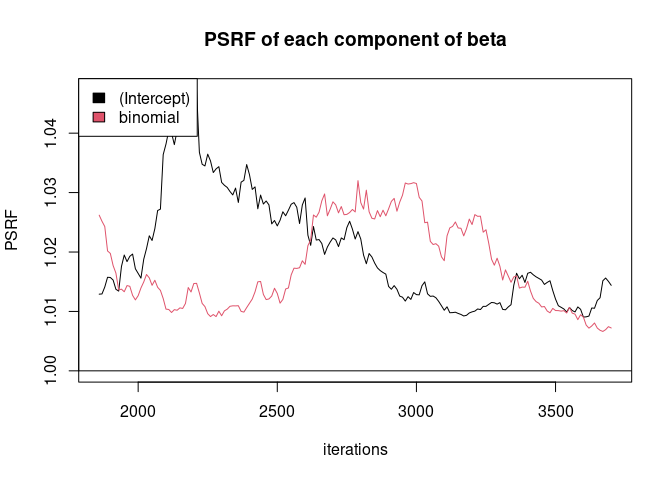 PSRF of each component of beta
(Intercept)
binomial
PSRF
1.04
1.03
1.02
1.01
1.00
2000 2500 3000 3500
iterations